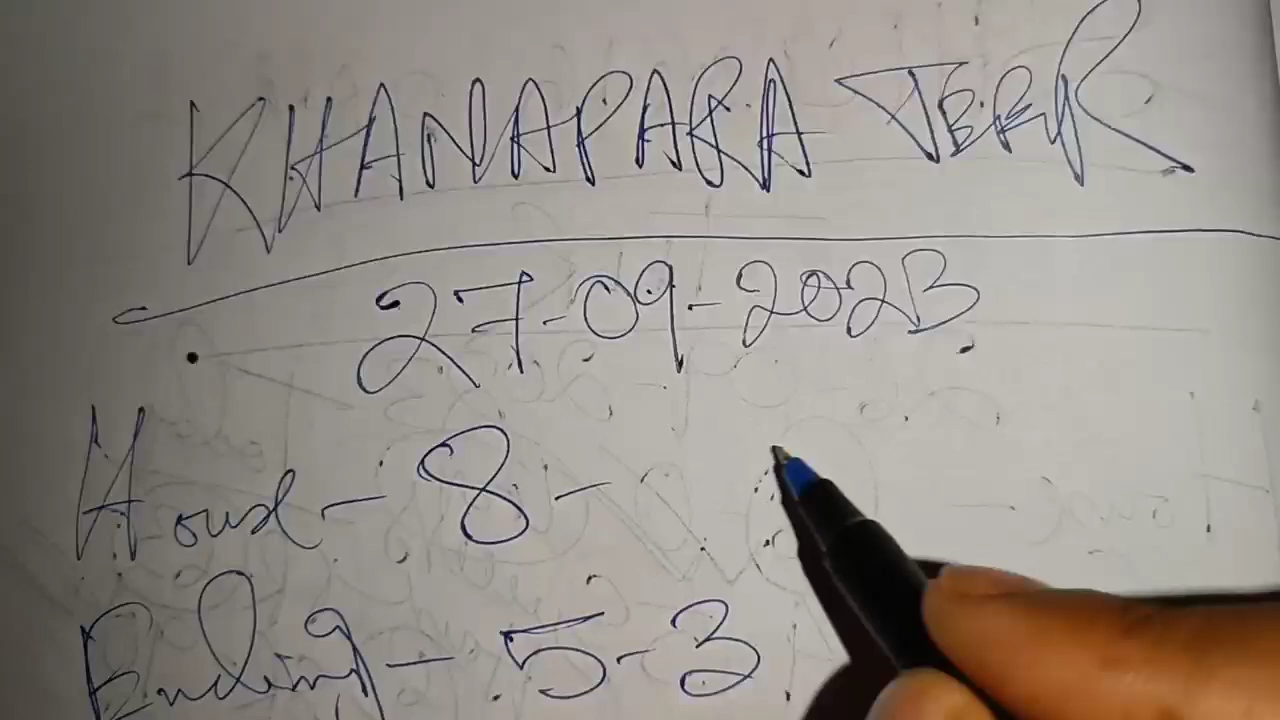 KHANAPARA TEER
27-09-2023
House - 8 -
Ending - 5-3